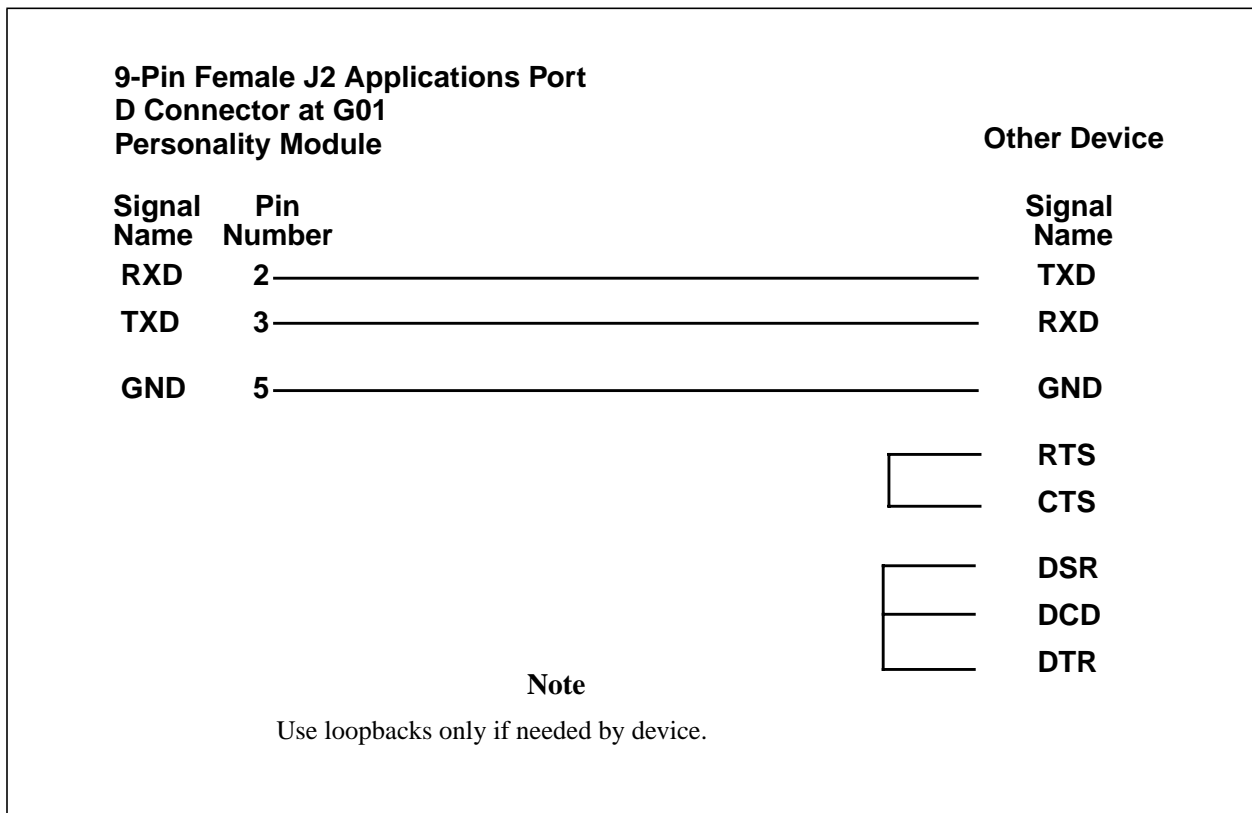 9-Pin Female J2 Applications Port
D Connector at G01
Personality Module
Other Device
Signal Name Pin Number
Signal Name
RXD 2 TXD
TXD 3 RXD
GND 5 GND
RTS
CTS
DSR
DCD
DTR
Note
Use loopbacks only if needed by device.